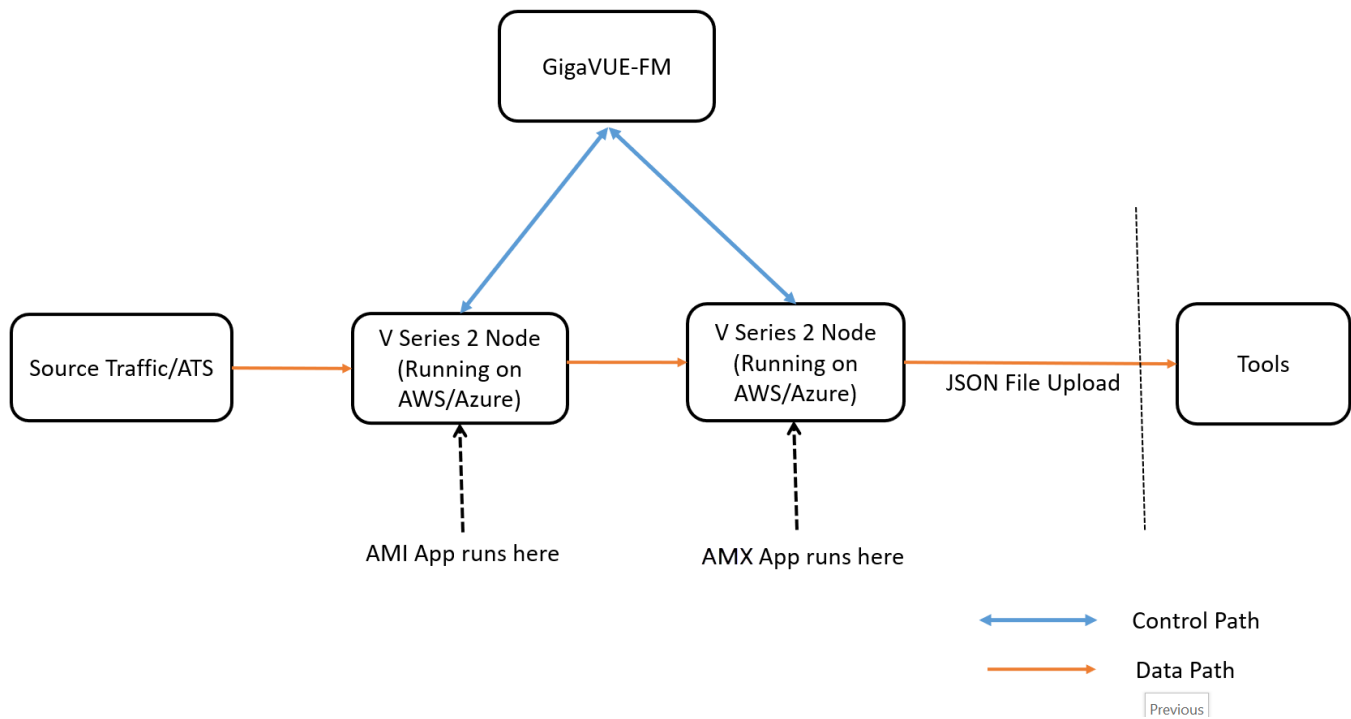 GigaVUE-FM
Source Traffic/ATS
V Series 2 Node
(Running on
AWS/Azure)
V Series 2 Node
(Running on
AWS/Azure)
JSON File Upload
Tools
AMI App runs here
AMX App runs here
Control Path
Data Path
Previous